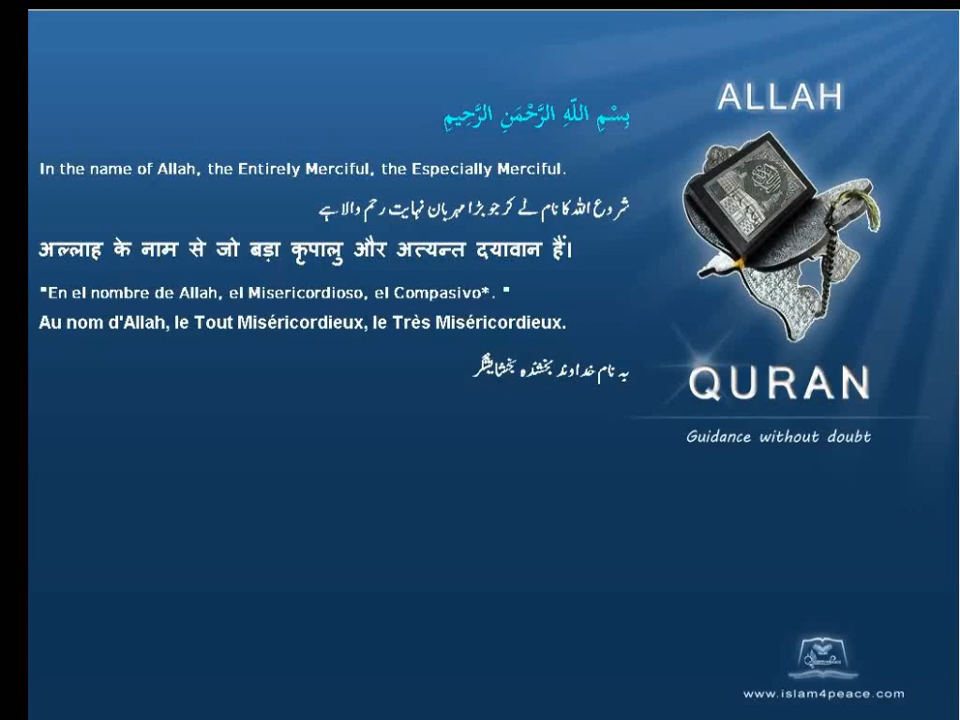 بِسْمِ اللَّهِ الرَّحْمَنِ الرَّحِيمِ
In the name of Allah, the Entirely Merciful, the Especially Merciful.
شروع الله کا نام لے کر جو بڑا مہربان نہایت رحم والا ہے
अल्लाह के नाम से जो बड़ा कृपालु और अत्यन्त दयावान हैं।
"En el nombre de Allah, el Misericordioso, el Compasivo*. "
Au nom d'Allah, le Tout Miséricordieux, le Très Miséricordieux.
به نام خداوند بخشنده بخشایشگر
ALLAH
QURAN
Guidance without doubt
www.islam4peace.com